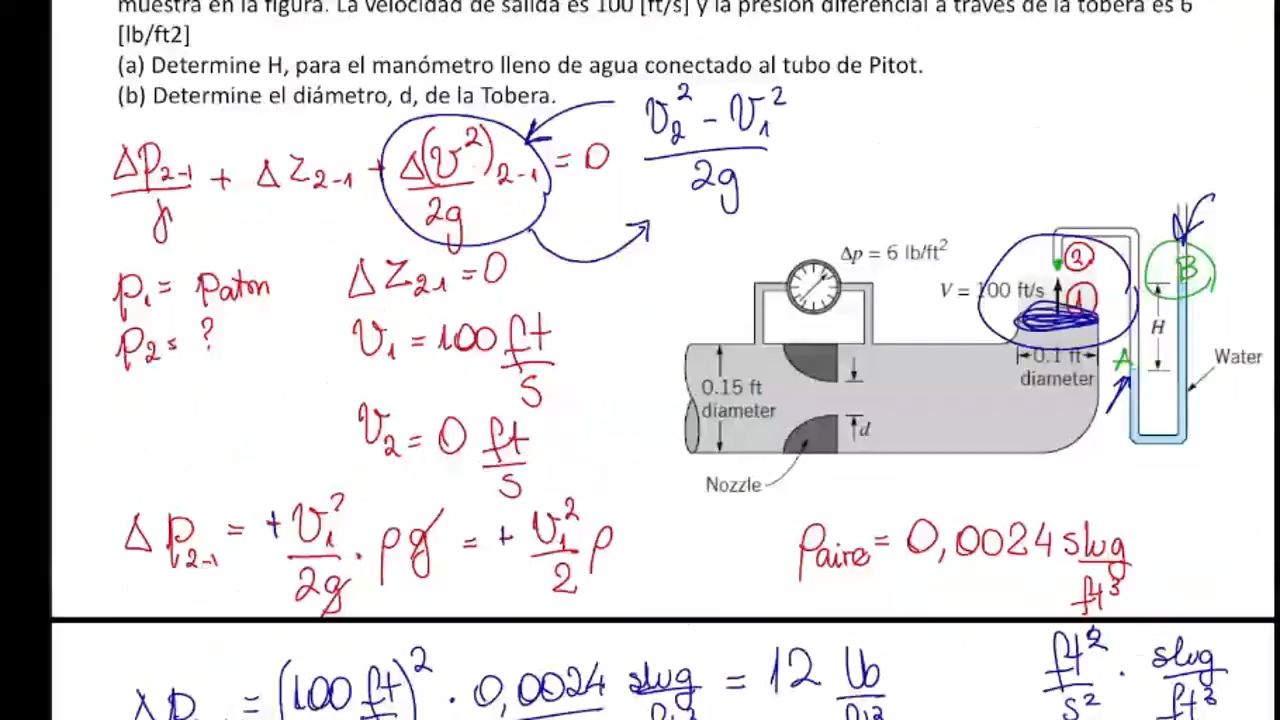 muestra en la figura. La velocidad de salida es 100 [ft/s] y la presión diferencial a través de la tobera es 6
[lb/ft2]
(a) Determine H, para el manómetro lleno de agua conectado al tubo de Pitot.
(b) Determine el diámetro, d, de la Tobera.
Δp₂₋₁/γ + ΔZ₂₋₁ + Δ(v²)₂₋₁/2g = 0
v₂² - v₁²/2g
p₁ = patm
ΔZ₂₁ = 0
p₂ = ?
v₁ = 100 ft/s
v₂ = 0 ft/s
Δp = 6 lb/ft²
V = 100 ft/s
2
1
B
A
H
Water
0.1 ft
diameter
0.15 ft
diameter
d
Nozzle
Δp₂₋₁ = + v₁²/2g · ρg = + v₁²/2 ρ
ρaire = 0,0024 slug/ft³
= (100 ft)² · 0,0024 slug = 12 lb
ft²/s² · slug/ft³